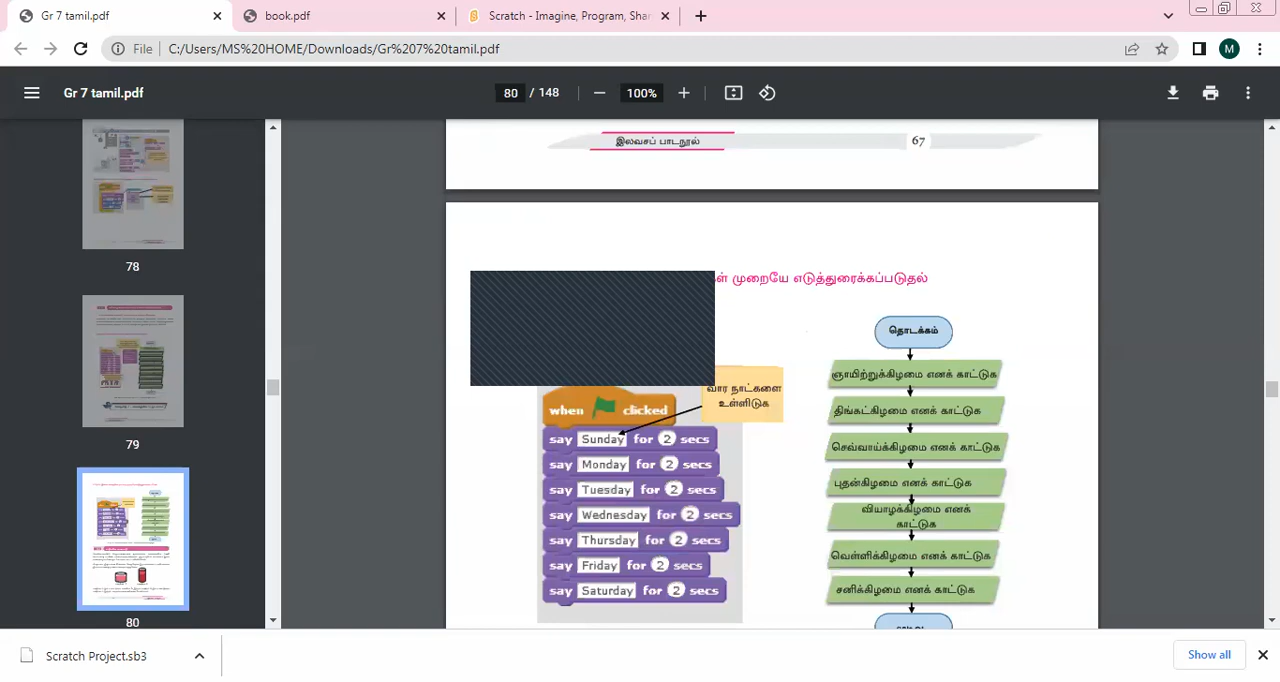 Gr 7 tamil.pdf
book.pdf
Scratch - Imagine, Program, Shar
File
C:/Users/MS%20HOME/Downloads/Gr%207%20tamil.pdf
M
Gr 7 tamil.pdf
80 / 148
100%
78
79
80
இலவசப் பாடநூல்
67
முறையே எடுத்துரைக்கப்படுதல்
வார நாட்களை
உள்ளிடுக
when clicked
say Sunday for 2 secs
say Monday for 2 secs
say Tuesday for 2 secs
say Wednesday for 2 secs
say Thursday for 2 secs
say Friday for 2 secs
say Saturday for 2 secs
தொடக்கம்
ஞாயிற்றுக்கிழமை எனக் காட்டுக
திங்கட்கிழமை எனக் காட்டுக
செவ்வாய்க்கிழமை எனக் காட்டுக
புதன்கிழமை எனக் காட்டுக
வியாழக்கிழமை எனக்
காட்டுக
வெள்ளிக்கிழமை எனக் காட்டுக
சனிக்கிழமை எனக் காட்டுக
Scratch Project.sb3
Show all